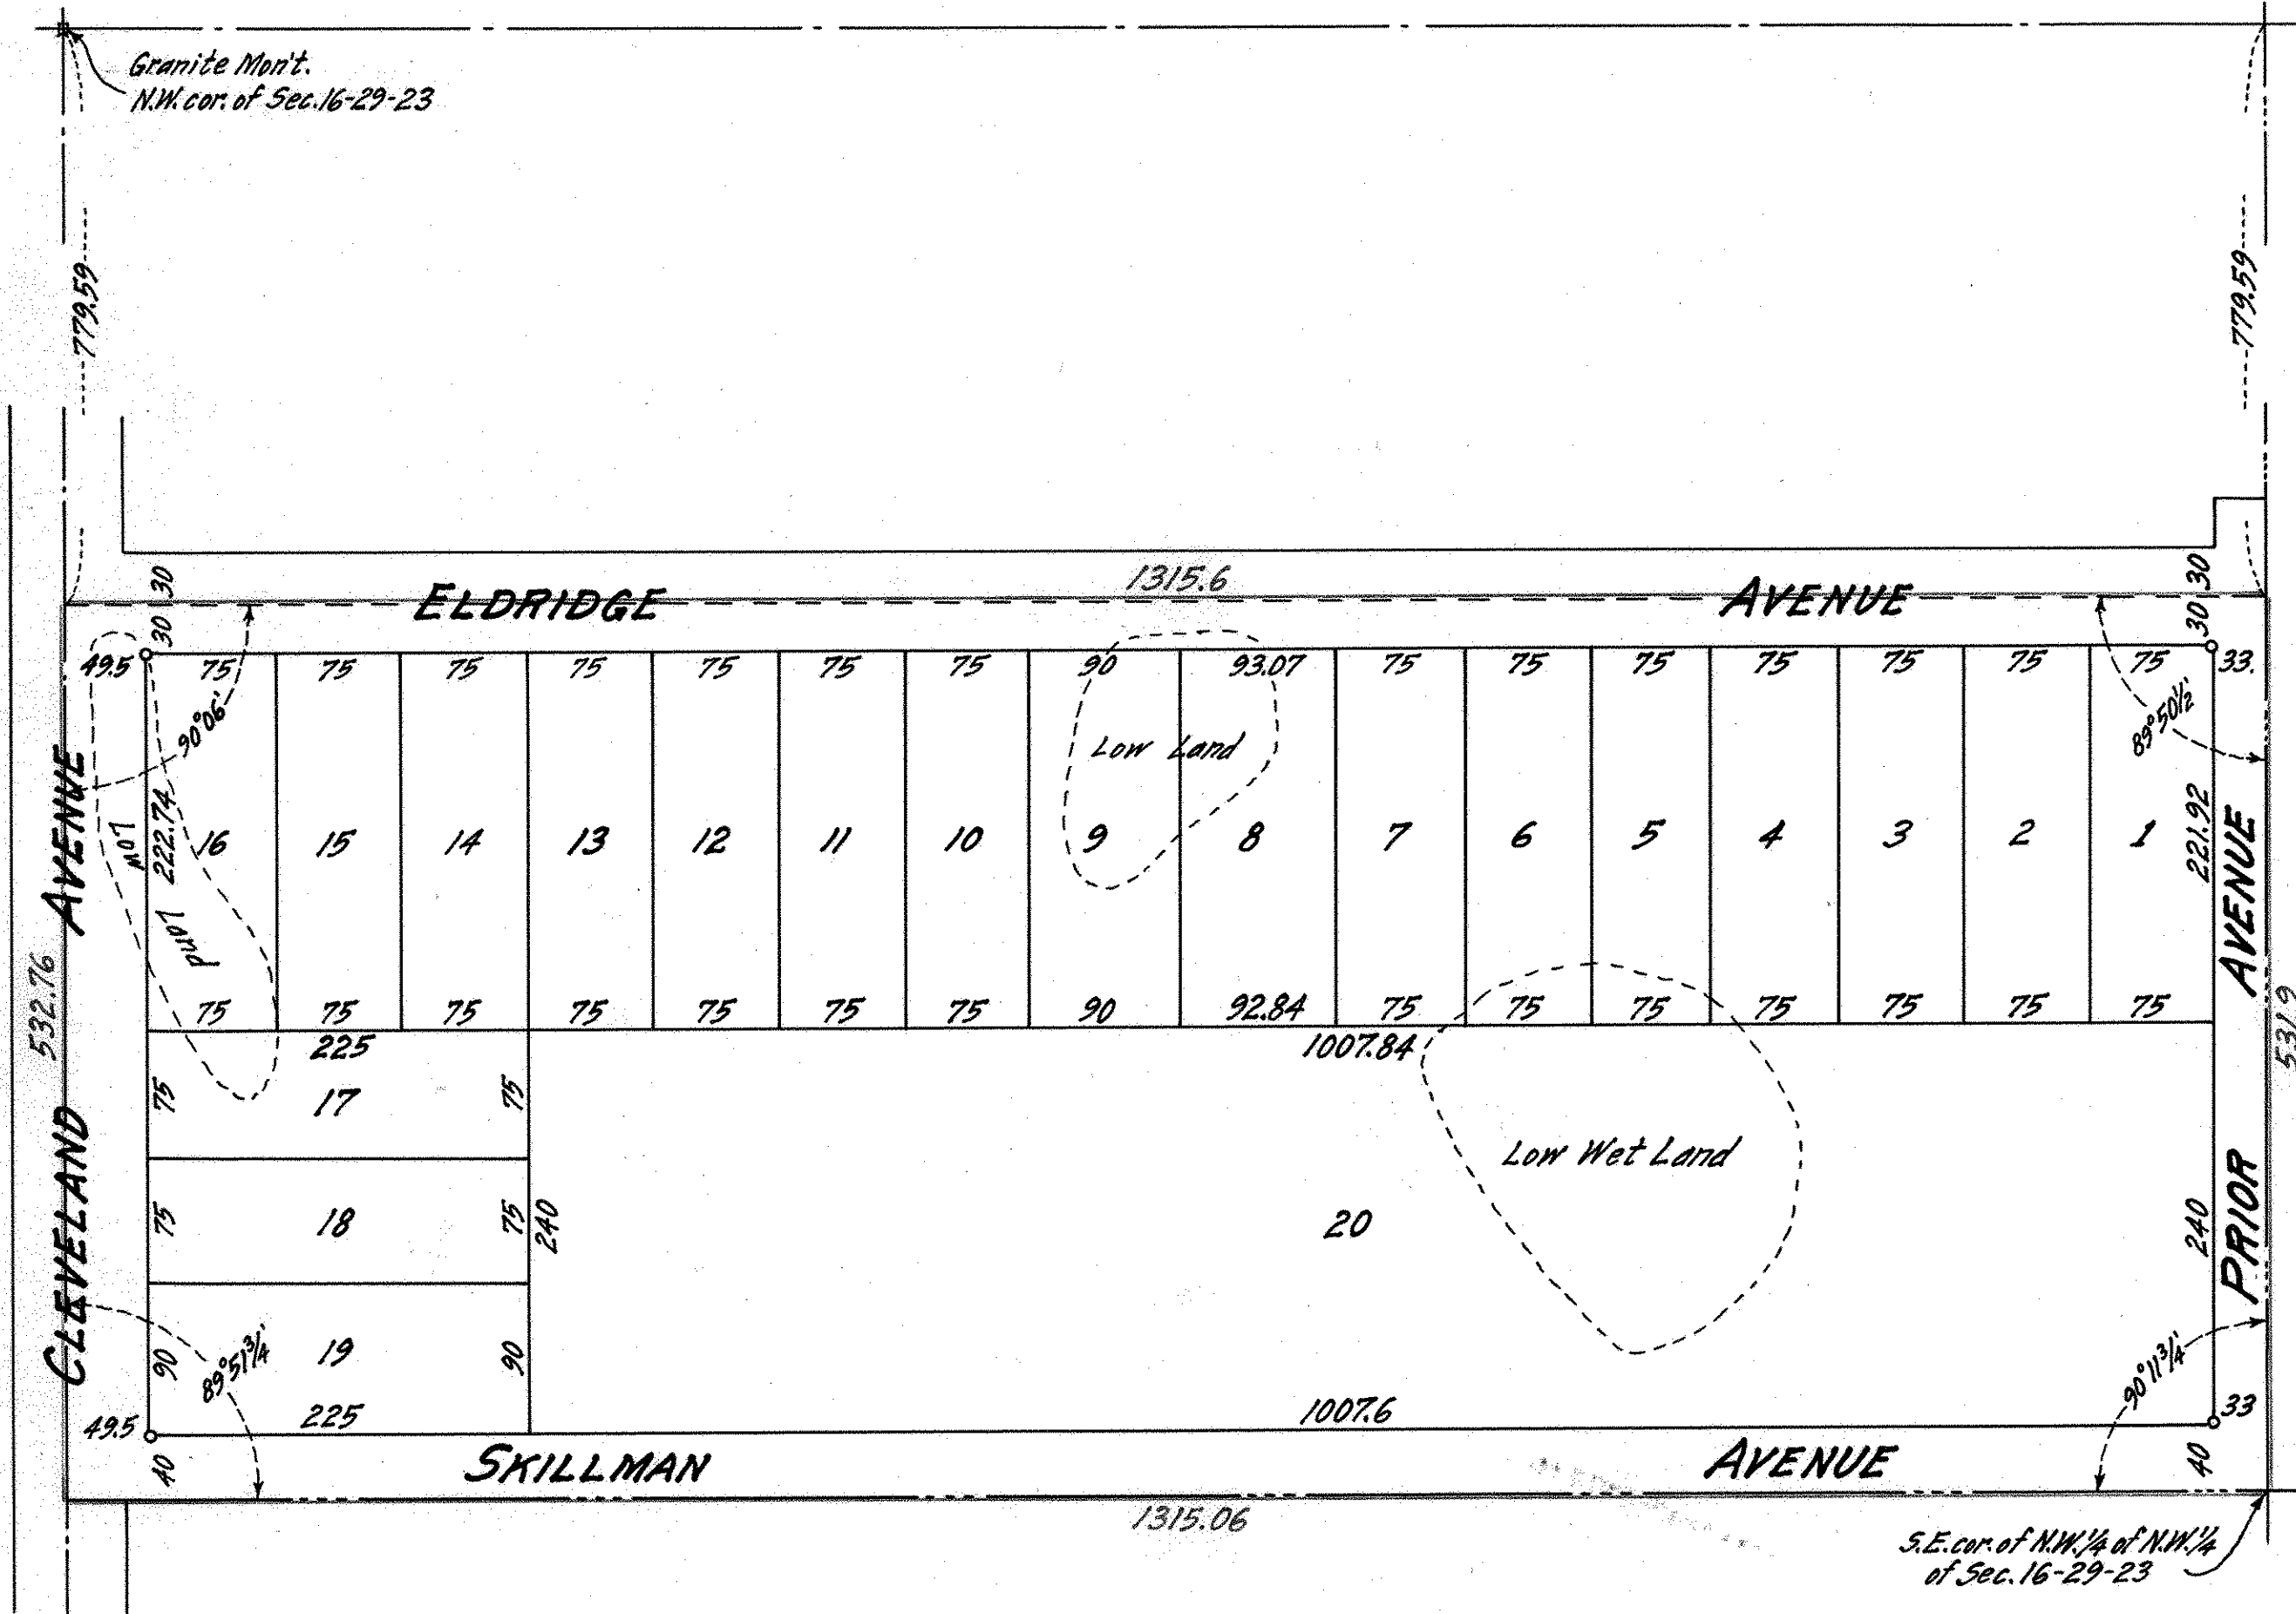 Granite Mon't.
N.W. cor. of Sec. 16-29-23
779.59
779.59
30
1315.6
30
ELDRIDGE AVENUE
30
30
49.5
75 75 75 75 75 75 75 90 93.07 75 75 75 75 75 75 75
33.
90°06'
89°50½'
Low Land
Low Land
222.74
16 15 14 13 12 11 10 9 8 7 6 5 4 3 2 1
221.92
CLEVELAND AVENUE
PRIOR AVENUE
532.76
531.9
75 75 75 75 75 75 75 90 92.84 75 75 75 75 75 75 75
225
1007.84
75 17 75
Low Wet Land
75 18 75
240
20
240
90 19 90
89°51¾'
90°11¾'
225
1007.6
49.5
33
40
SKILLMAN AVENUE
40
1315.06
S.E. cor. of N.W.¼ of N.W.¼
of Sec. 16-29-23